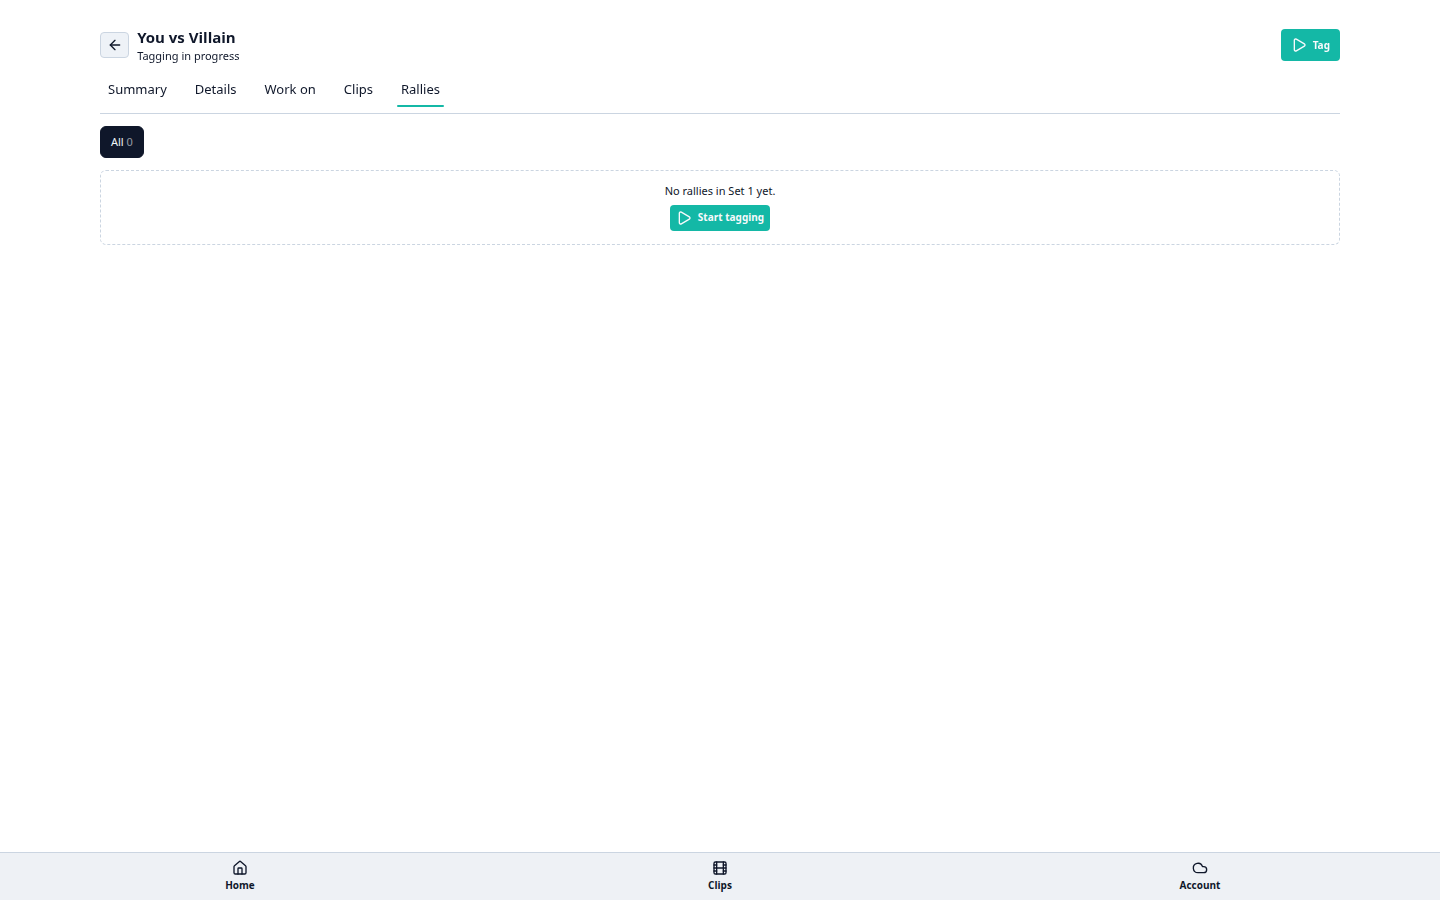 You vs Villain
Tagging in progress
Tag
Summary
Details
Work on
Clips
Rallies
All 0
No rallies in Set 1 yet.
Start tagging
Home
Clips
Account